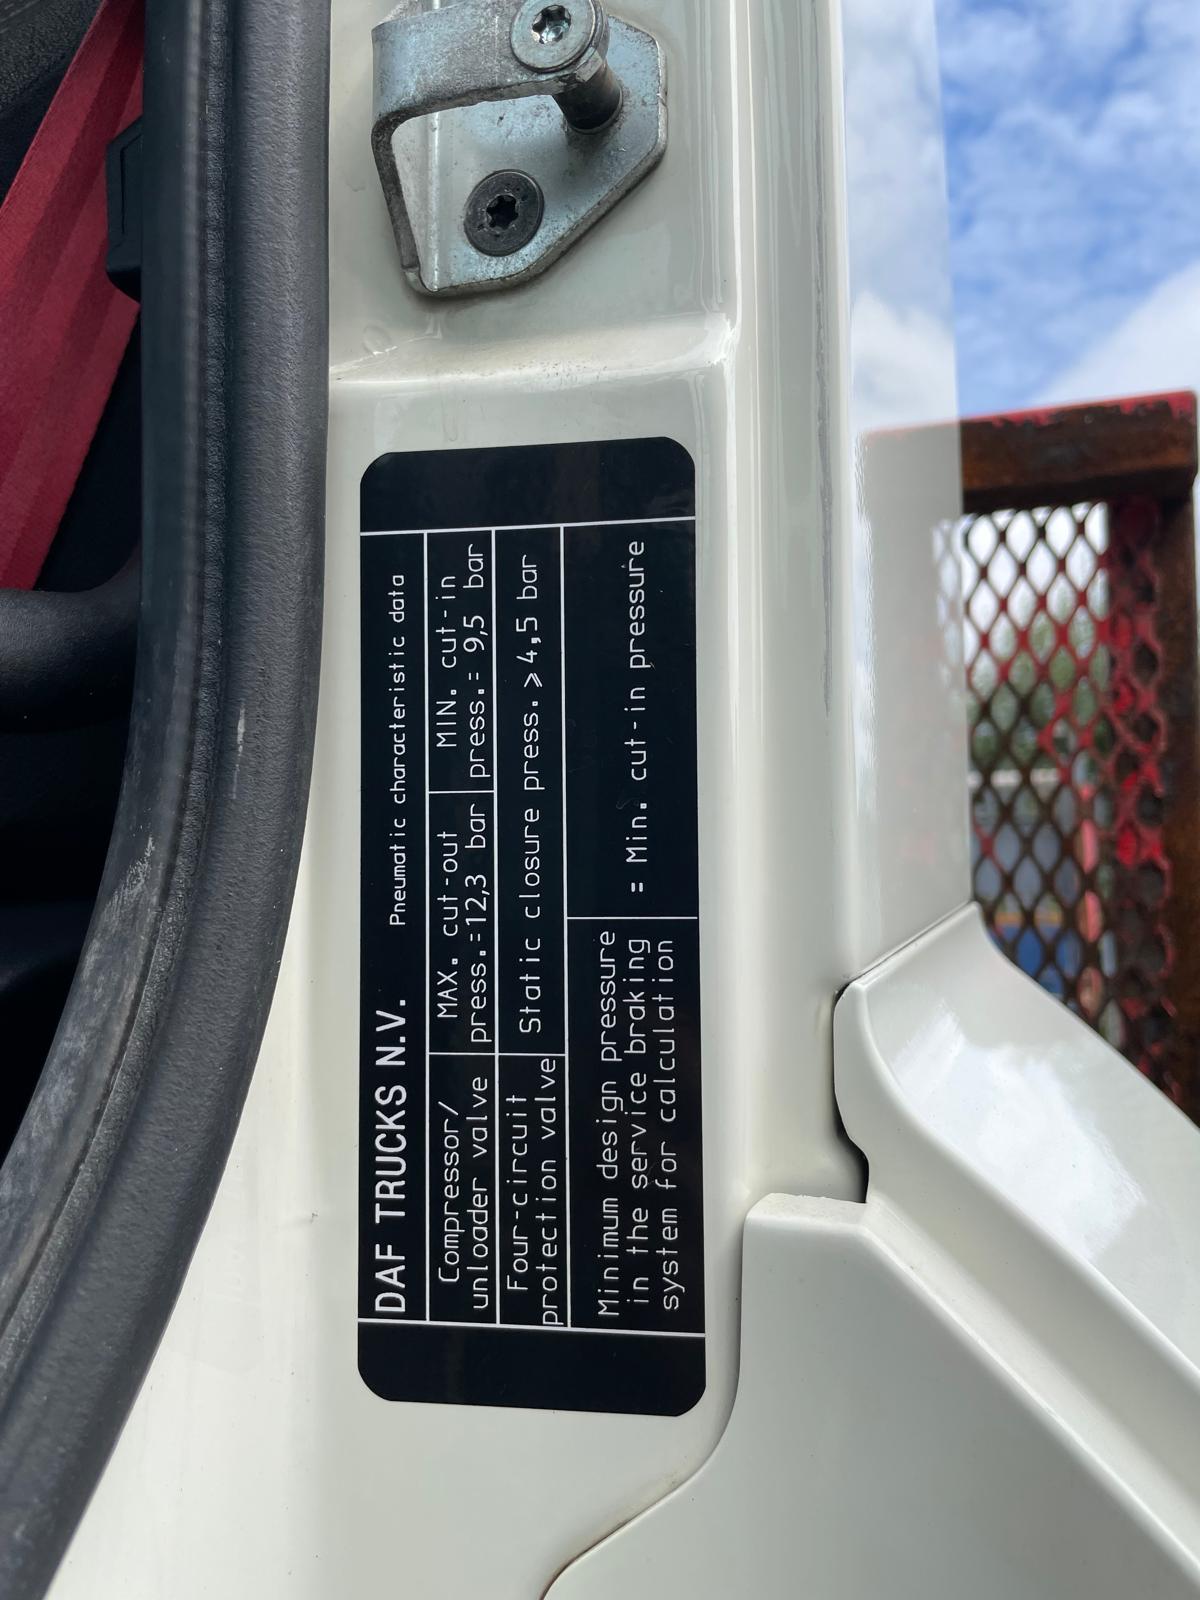 DAF TRUCKS N.V. Pneumatic characteristic data
Compressor/
unloader valve
MAX. cut-out
press.=12,3 bar
MIN. cut-in
press.= 9,5 bar
Four-circuit
protection valve
Static closure press. ⩾ 4,5 bar
Minimum design pressure
in the service braking
system for calculation
= Min. cut-in pressure